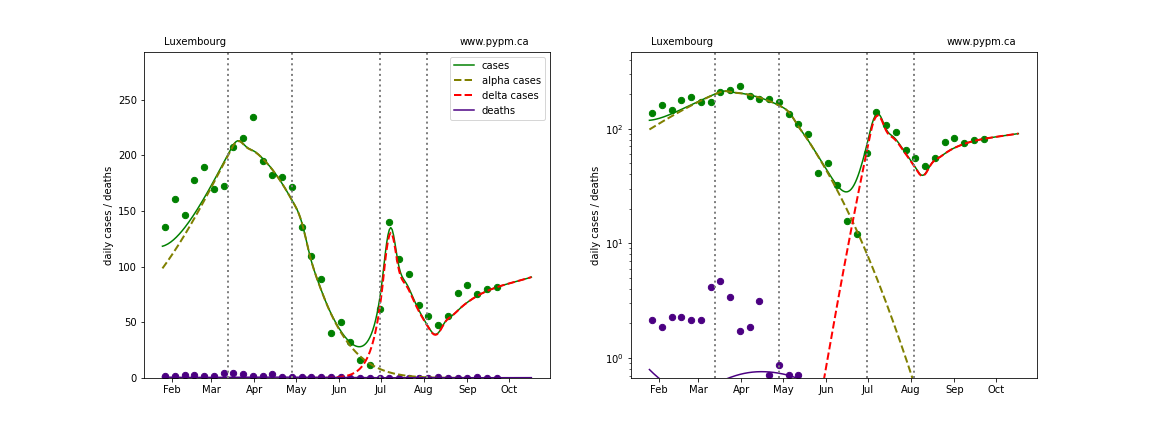 Luxembourg www.pypm.ca
cases
alpha cases
delta cases
deaths
daily cases / deaths
250
200
150
100
50
0
Feb Mar Apr May Jun Jul Aug Sep Oct
Luxembourg www.pypm.ca
daily cases / deaths
10²
10¹
10⁰
Feb Mar Apr May Jun Jul Aug Sep Oct